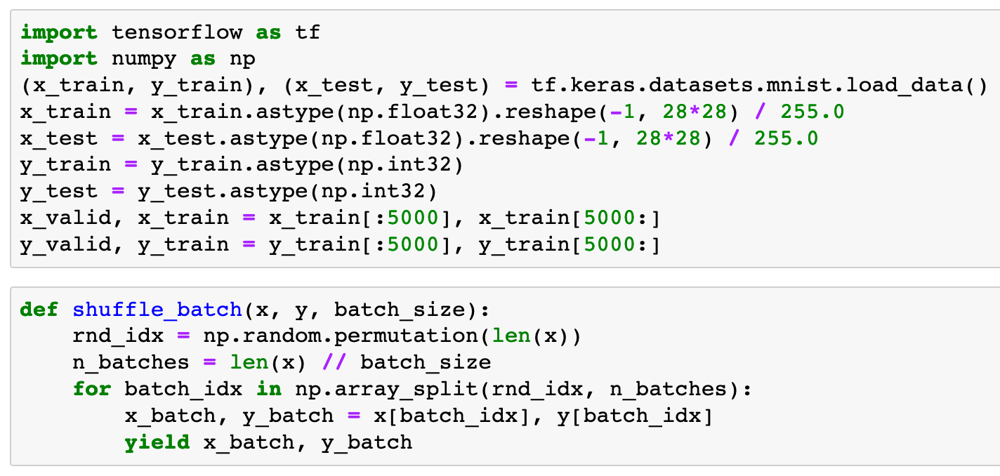 import tensorflow as tf
import numpy as np
(x_train, y_train), (x_test, y_test) = tf.keras.datasets.mnist.load_data()
x_train = x_train.astype(np.float32).reshape(-1, 28*28) / 255.0
x_test = x_test.astype(np.float32).reshape(-1, 28*28) / 255.0
y_train = y_train.astype(np.int32)
y_test = y_test.astype(np.int32)
x_valid, x_train = x_train[:5000], x_train[5000:]
y_valid, y_train = y_train[:5000], y_train[5000:]
def shuffle_batch(x, y, batch_size):
    rnd_idx = np.random.permutation(len(x))
    n_batches = len(x) // batch_size
    for batch_idx in np.array_split(rnd_idx, n_batches):
        x_batch, y_batch = x[batch_idx], y[batch_idx]
        yield x_batch, y_batch